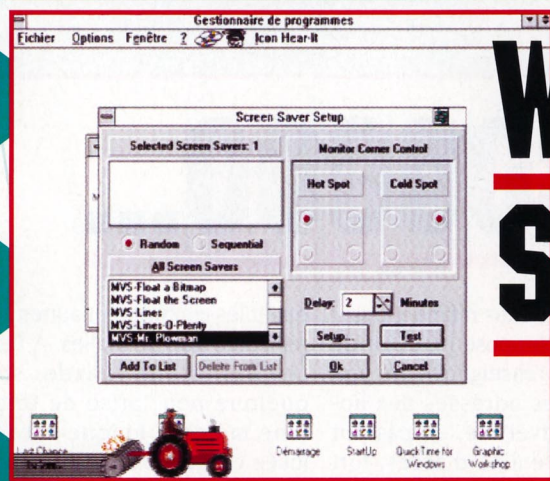 Gestionnaire de programmes
Fichier Options Fenêtre ? Icon Hear-It
Screen Saver Setup
Selected Screen Savers: 1
Monitor Corner Control
Hot Spot Cold Spot
Random Sequential
All Screen Savers
MVS-Float a Bitmap
MVS-Float the Screen
MVS-Lines
MVS-Lines-O-Plenty
MVS-Mr. Plowman
Delay: 2 Minutes
Setup... Test
Add To List Delete From List Ok Cancel
Last Chance Démarrage StartUp QuickTime for Windows Graphic Workshop
W
S